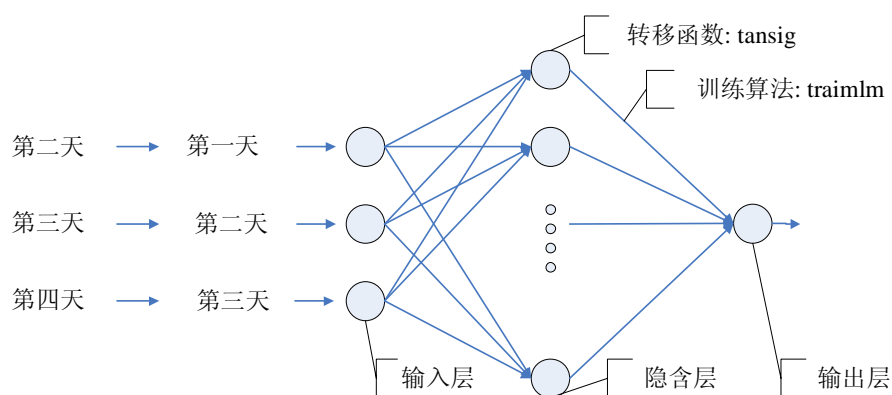 转移函数: tansig
训练算法: traimlm
第二天 第一天
第三天 第二天
第四天 第三天
输入层 隐含层 输出层